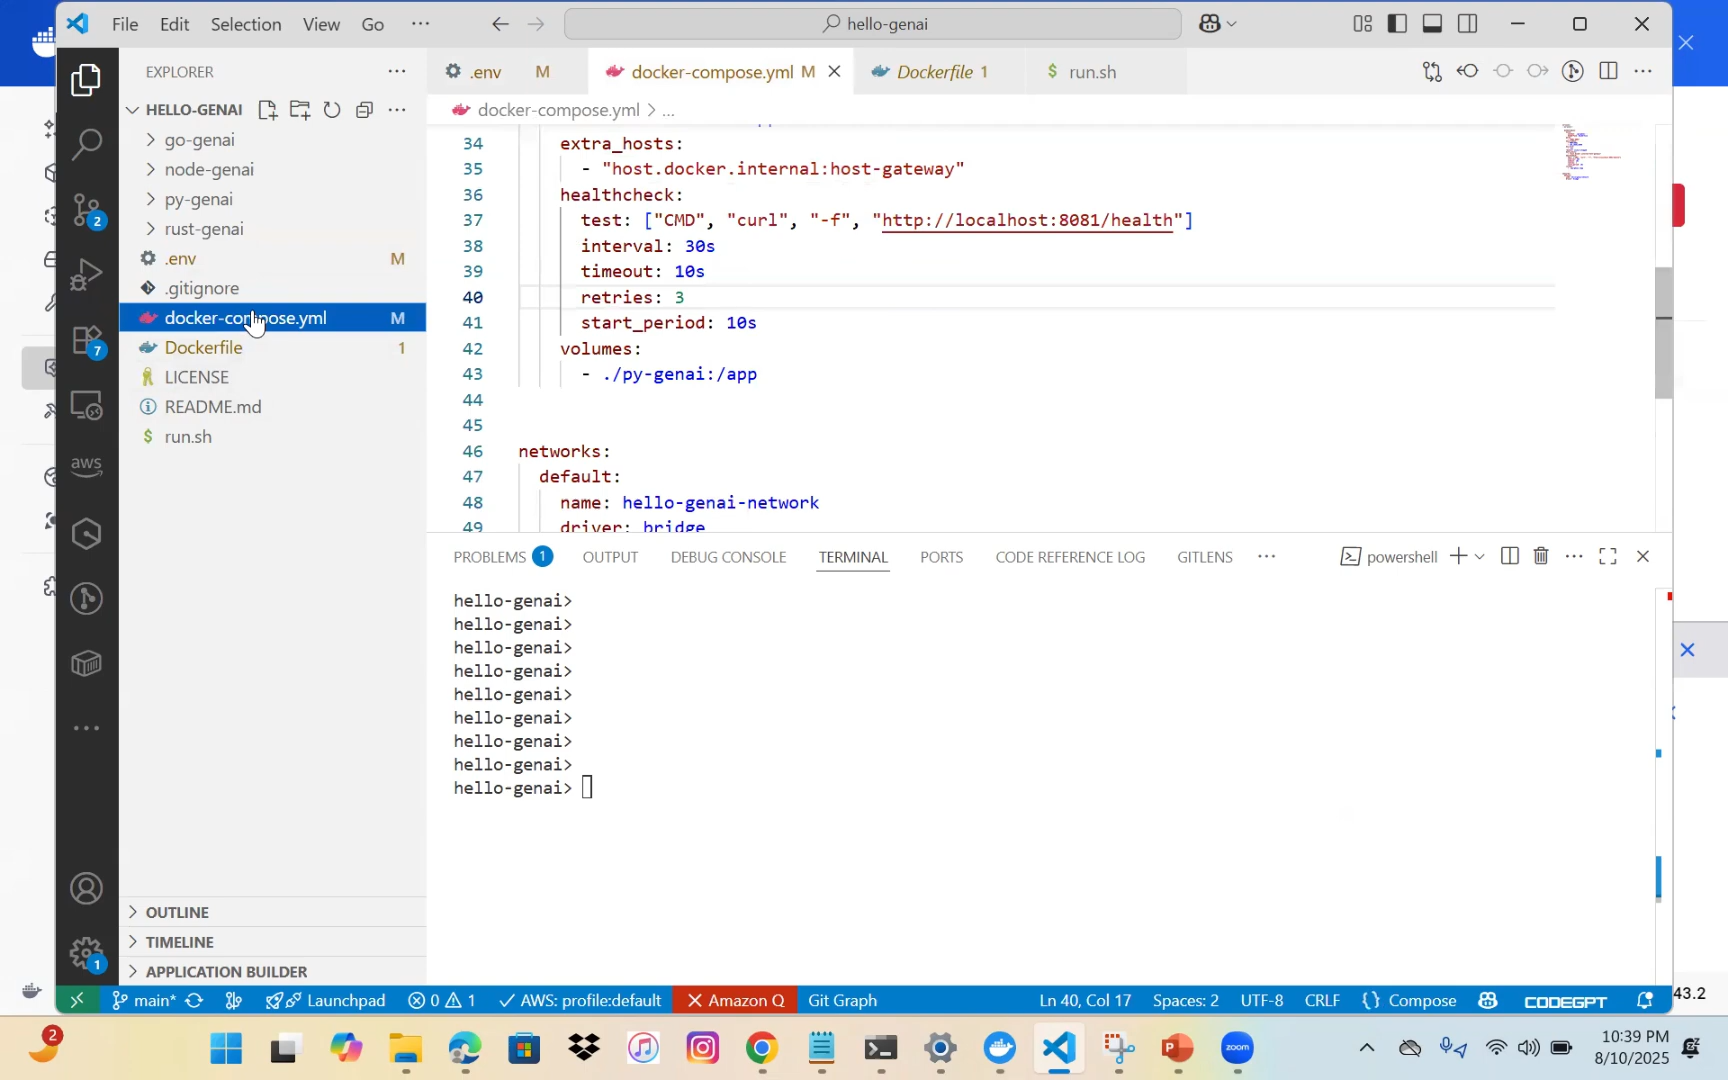 File Edit Selection View Go ···
hello-genai
EXPLORER
HELLO-GENAI
go-genai
node-genai
py-genai
rust-genai
.env M
.gitignore
docker-compose.yml M
Dockerfile 1
LICENSE
README.md
run.sh
OUTLINE
TIMELINE
APPLICATION BUILDER
2
7
aws
1
.env M
docker-compose.yml M
Dockerfile 1
run.sh
docker-compose.yml > ...
34 extra_hosts:
35 - "host.docker.internal:host-gateway"
36 healthcheck:
37 test: ["CMD", "curl", "-f", "http://localhost:8081/health"]
38 interval: 30s
39 timeout: 10s
40 retries: 3
41 start_period: 10s
42 volumes:
43 - ./py-genai:/app
44
45
46 networks:
47 default:
48 name: hello-genai-network
49 driver: bridge
PROBLEMS 1 OUTPUT DEBUG CONSOLE TERMINAL PORTS CODE REFERENCE LOG GITLENS ···
powershell
hello-genai>
hello-genai>
hello-genai>
hello-genai>
hello-genai>
hello-genai>
hello-genai>
hello-genai>
hello-genai>
main* Launchpad 0 1 AWS: profile:default Amazon Q Git Graph
Ln 40, Col 17 Spaces: 2 UTF-8 CRLF {} Compose CODEGPT
43.2
2
zoom
10:39 PM
8/10/2025